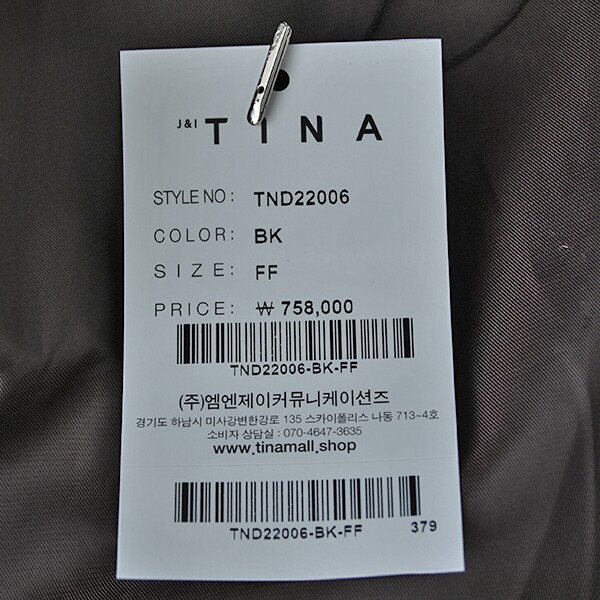 J&I TINA
STYLE NO: TND22006
COLOR: BK
SIZE: FF
PRICE: ₩ 758,000
TND22006-BK-FF
(주)엠엔제이커뮤니케이션즈
경기도 하남시 미사강변한강로 135 스카이폴리스 나동 713~4호
소비자 상담실 : 070-4647-3635
www.tinamall.shop
TND22006-BK-FF 379